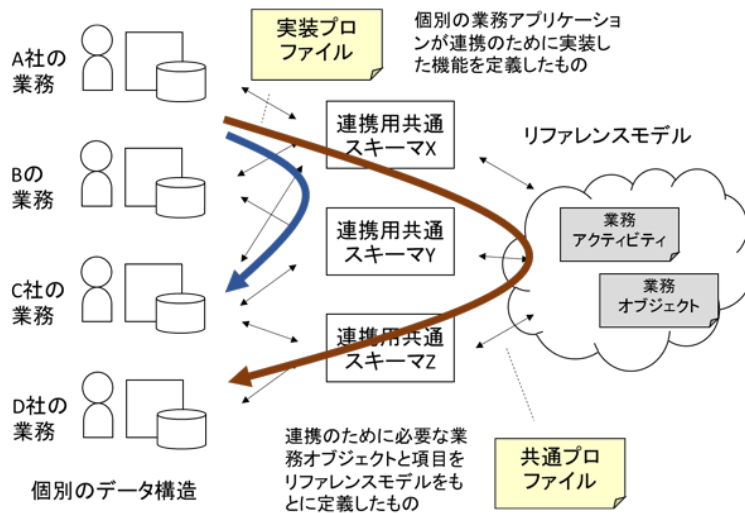 A社の
業務
Bの
業務
C社の
業務
D社の
業務
個別のデータ構造
実装プロ
ファイル
個別の業務アプリケーショ
ンが連携のために実装し
た機能を定義したもの
連携用共通
スキーマX
連携用共通
スキーマY
連携用共通
スキーマZ
リファレンスモデル
業務
アクティビティ
業務
オブジェクト
連携のために必要な業
務オブジェクトと項目を
リファレンスモデルをも
とに定義したもの
共通プロ
ファイル